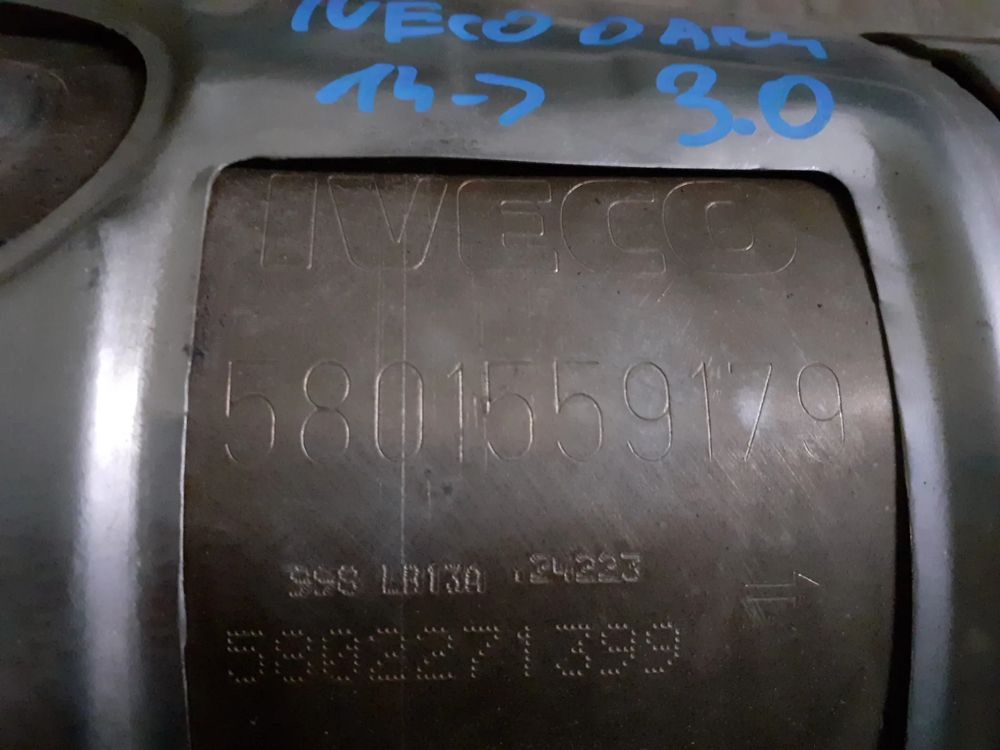 IVECO DAILY
14-> 3.0
IVECO
5801559179
998 LB13A 24223
5802271399